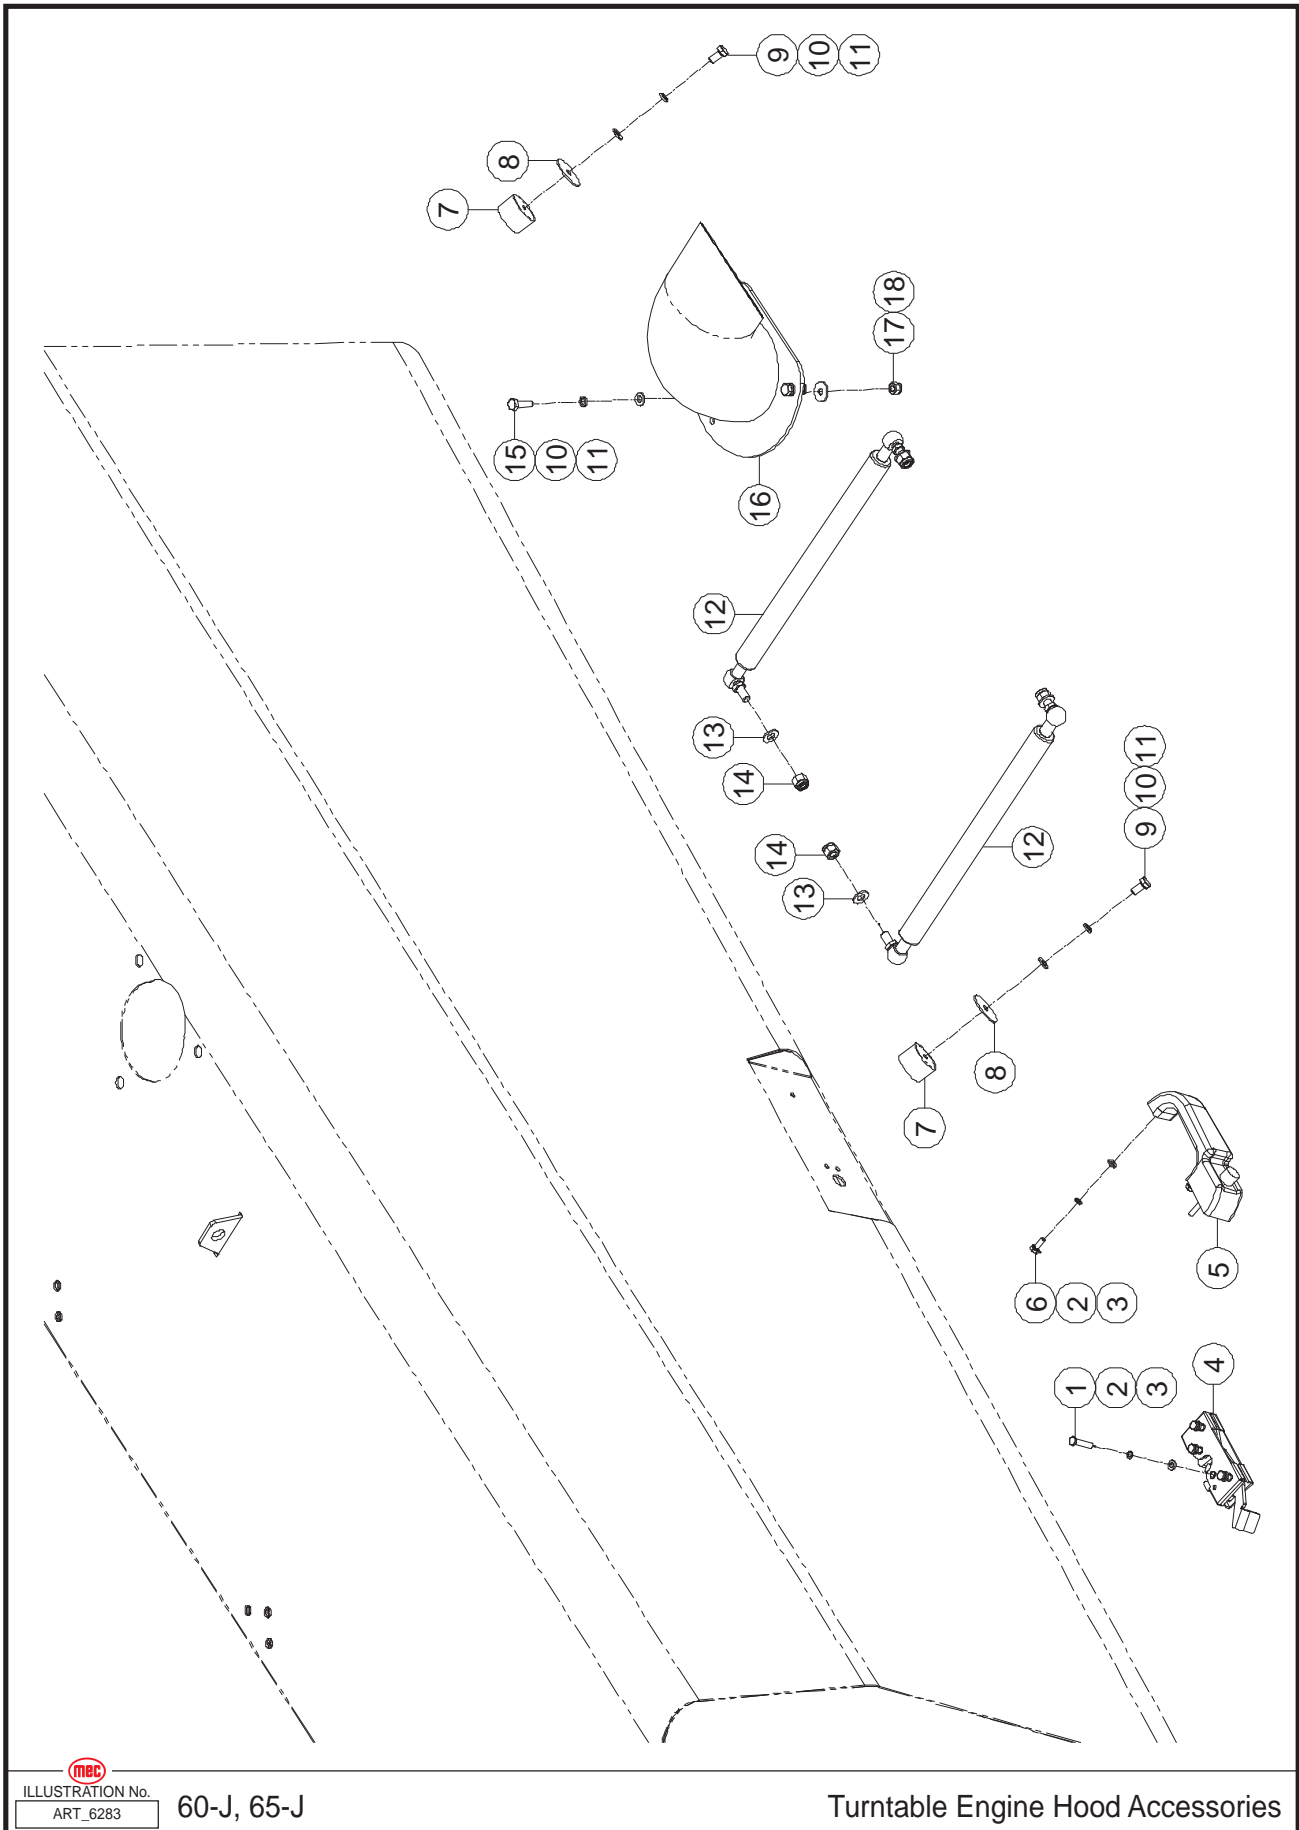 9 10 11
8
7
18
17
15 10 11
16
12
13
14
11
10
9
14
12
13
8
7
5
6 2 3
4
1 2 3
mec
ILLUSTRATION No.
ART_6283
60-J, 65-J
Turntable Engine Hood Accessories